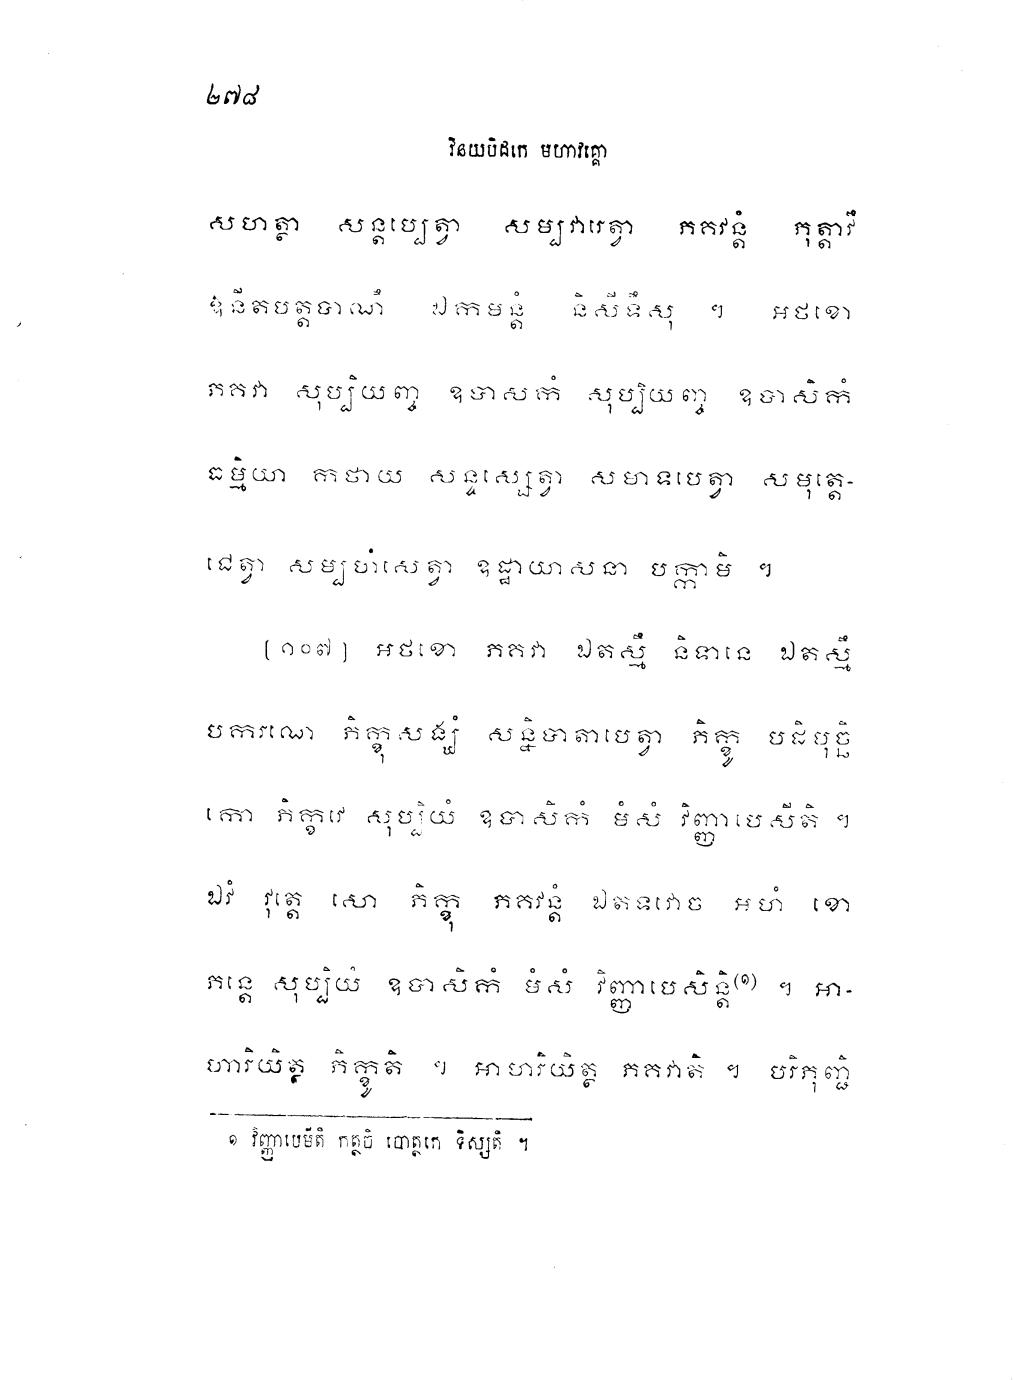 ២៧៨
វិនយបិដកេ មហាវគ្គោ
សហត្ថា សន្តប្បេត្វា សម្បវារេត្វា ភគវន្តំ ភុត្តាវឹ
ឱនីតបត្តបាណឹ ឯកមន្តំ និសីទឹសុ ។ អថខោ
ភគវា សុប្បិយញ្ច ឧបាសកំ សុប្បិយញ្ច ឧបាសិកំ
ធម្មិយា កថាយ សន្ទស្សេត្វា សមាទបេត្វា សមុត្តេ-
ជេត្វា សម្បហំសេត្វា ឧដ្ឋាយាសនា បក្កាមិ ។
[១០៧] អថខោ ភគវា ឯតស្មឹ និទានេ ឯតស្មឹ
បករណេ ភិក្ខុសង្ឃំ សន្និបាតាបេត្វា ភិក្ខូ បដិបុច្ឆិ
កោ ភិក្ខវេ សុប្បិយំ ឧបាសិកំ មំសំ វិញ្ញាបេសីតិ ។
ឯវំ វុត្តេ សោ ភិក្ខុ ភគវន្តំ ឯតទវោច អហំ ខោ
ភន្តេ សុប្បិយំ ឧបាសិកំ មំសំ វិញ្ញាបេសិន្តិ(១) ។ អា-
ហារិយិត្ថ ភិក្ខូតិ ។ អាហរិយិត្ថ ភគវាតិ ។ បរិភុញ្ជិ
១ វិញ្ញាបេមីតិ កត្ថចិ បោត្ថកេ ទិស្សតិ ។